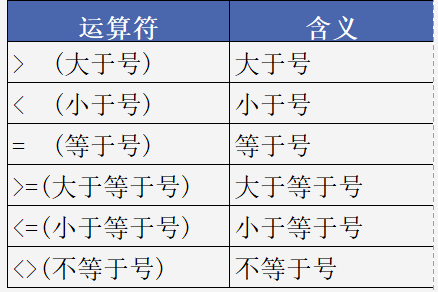 运算符 含义
> （大于号） 大于号
< （小于号） 小于号
= （等于号） 等于号
>=(大于等于号) 大于等于号
<=(小于等于号) 小于等于号
<>(不等于号) 不等于号